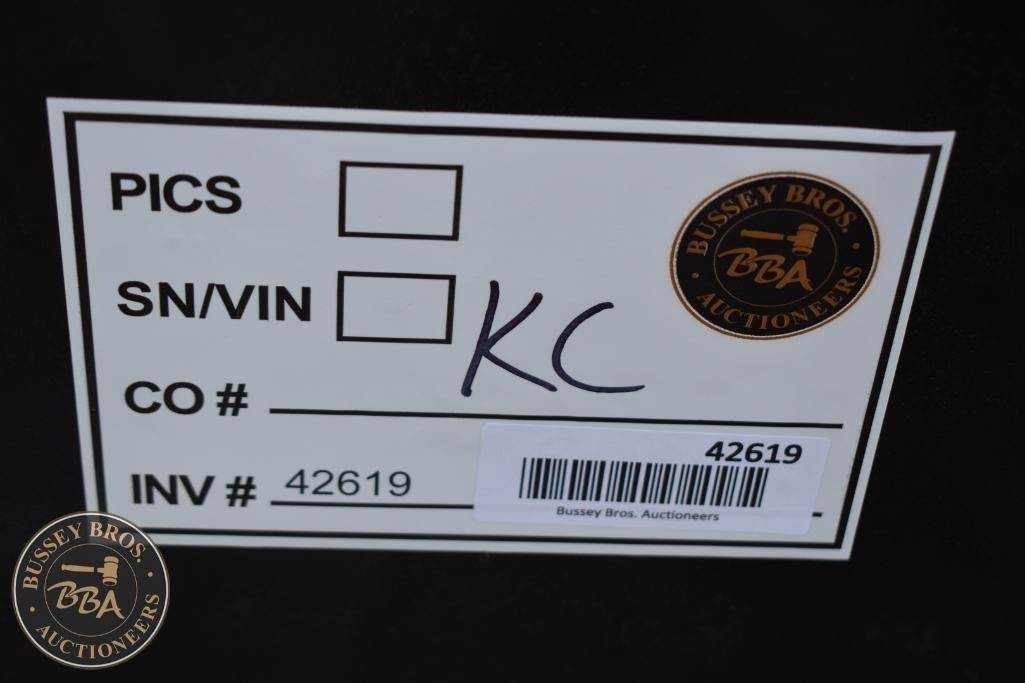 PICS
BUSSEY BROS.
BBA
AUCTIONEERS
SN/VIN
KC
CO #
INV # 42619
42619
Bussey Bros. Auctioneers
BUSSEY BROS.
BBA
AUCTIONEERS